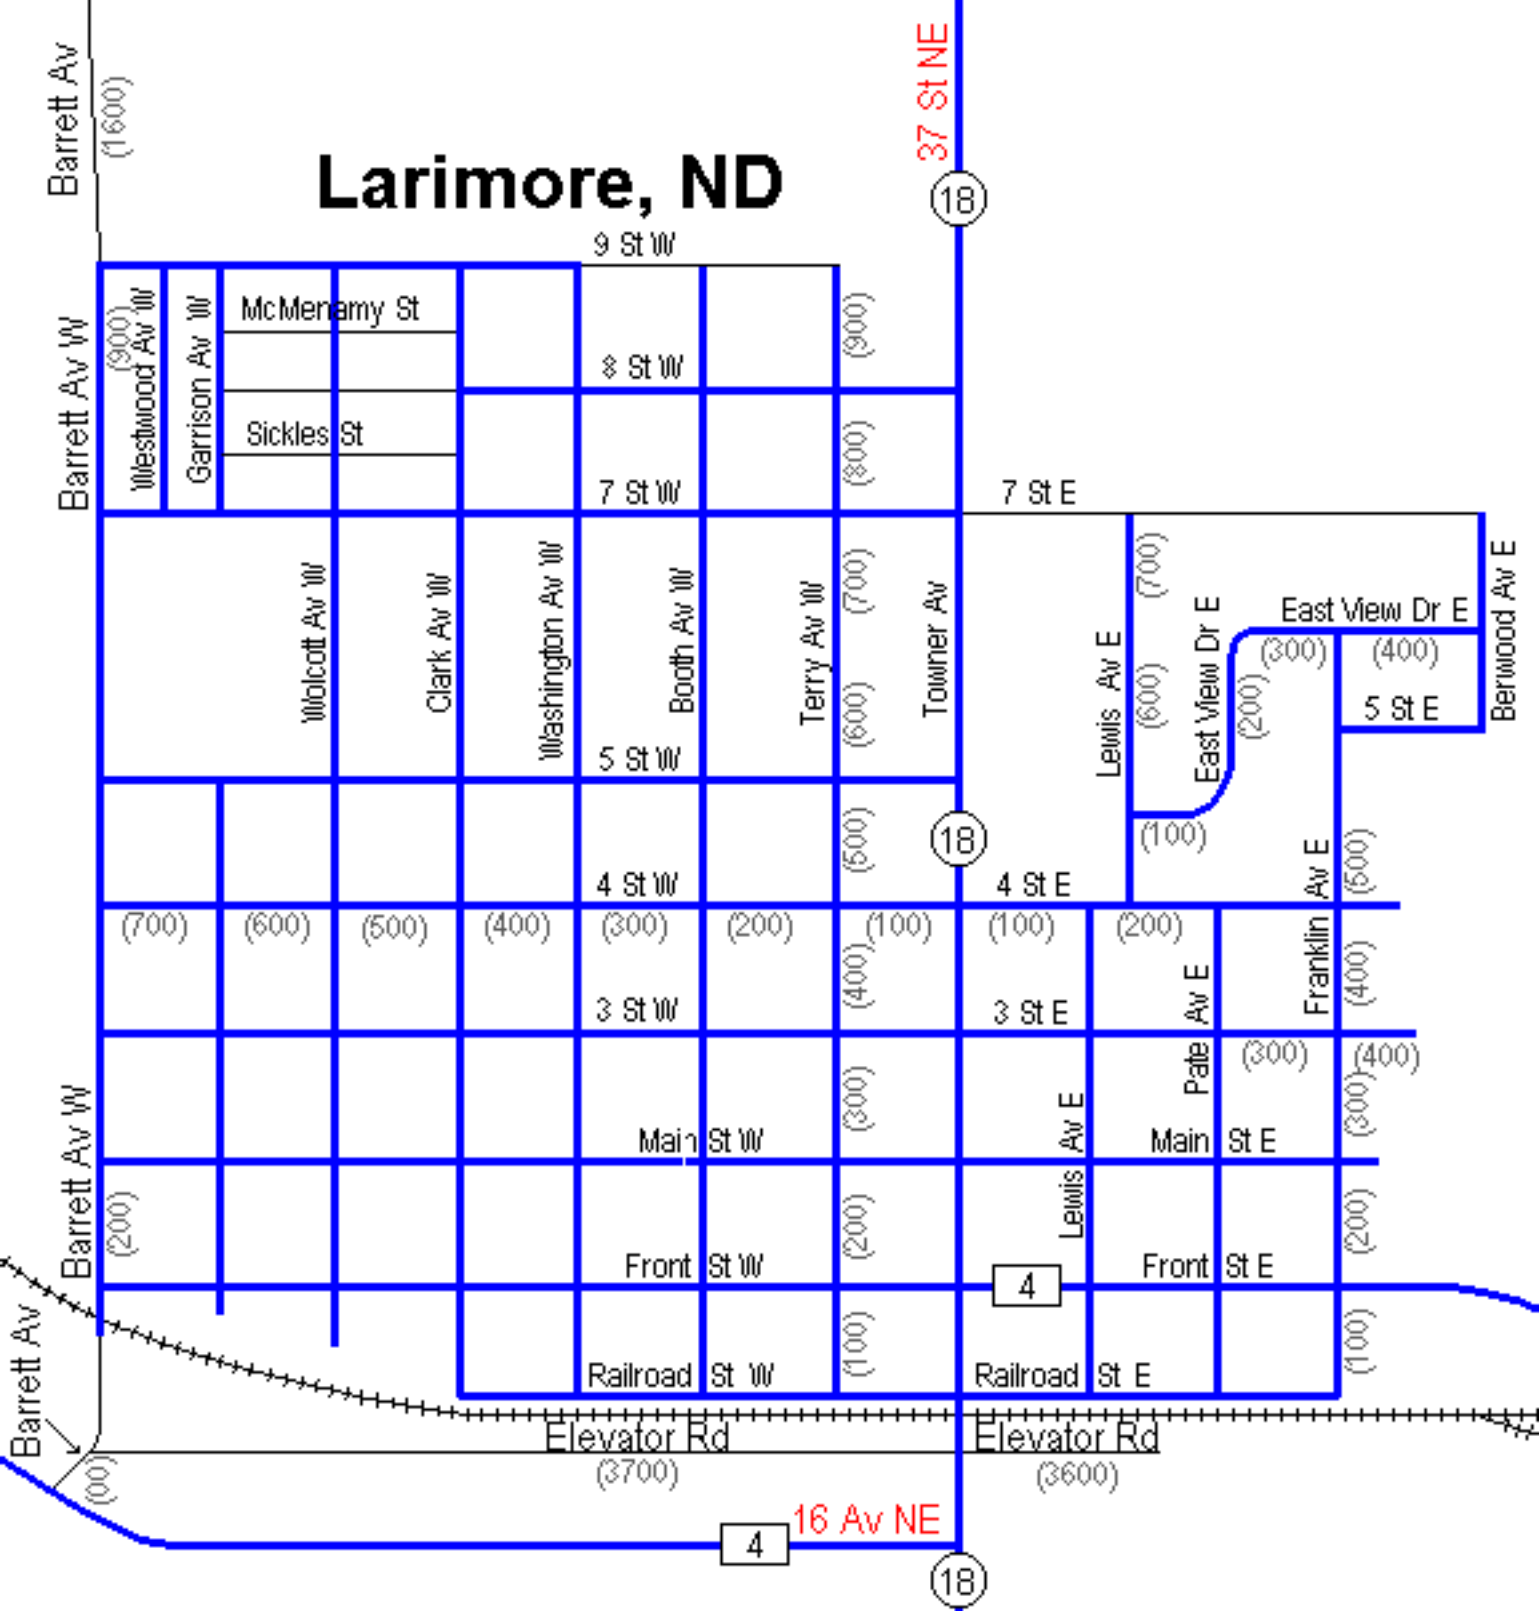 Barrett Av
(1600)
37 St NE
18
Larimore, ND
9 St W
McMenamy St
Barrett Av W
(900)
Westwood Av W
Garrison Av W
(900)
8 St W
Sickles St
(800)
7 St W
7 St E
Wolcott Av W
Clark Av W
Washington Av W
Booth Av W
Terry Av W
(700)
(600)
Towner Av
Lewis Av E
(700)
(600)
East View Dr E
(200)
East View Dr E
(300)
(400)
5 St E
Berwood Av E
5 St W
(500)
18
(100)
4 St W
4 St E
Franklin Av E
(500)
(700)
(600)
(500)
(400)
(300)
(200)
(100)
(100)
(200)
(400)
Pate Av E
(400)
3 St W
3 St E
(300)
(400)
Barrett Av W
(200)
(300)
Lewis Av E
(300)
Main St W
Main St E
(200)
(200)
Front St W
4
Front St E
Barrett Av
(100)
(100)
Railroad St W
Railroad St E
Elevator Rd
Elevator Rd
(00)
(3700)
(3600)
16 Av NE
4
18